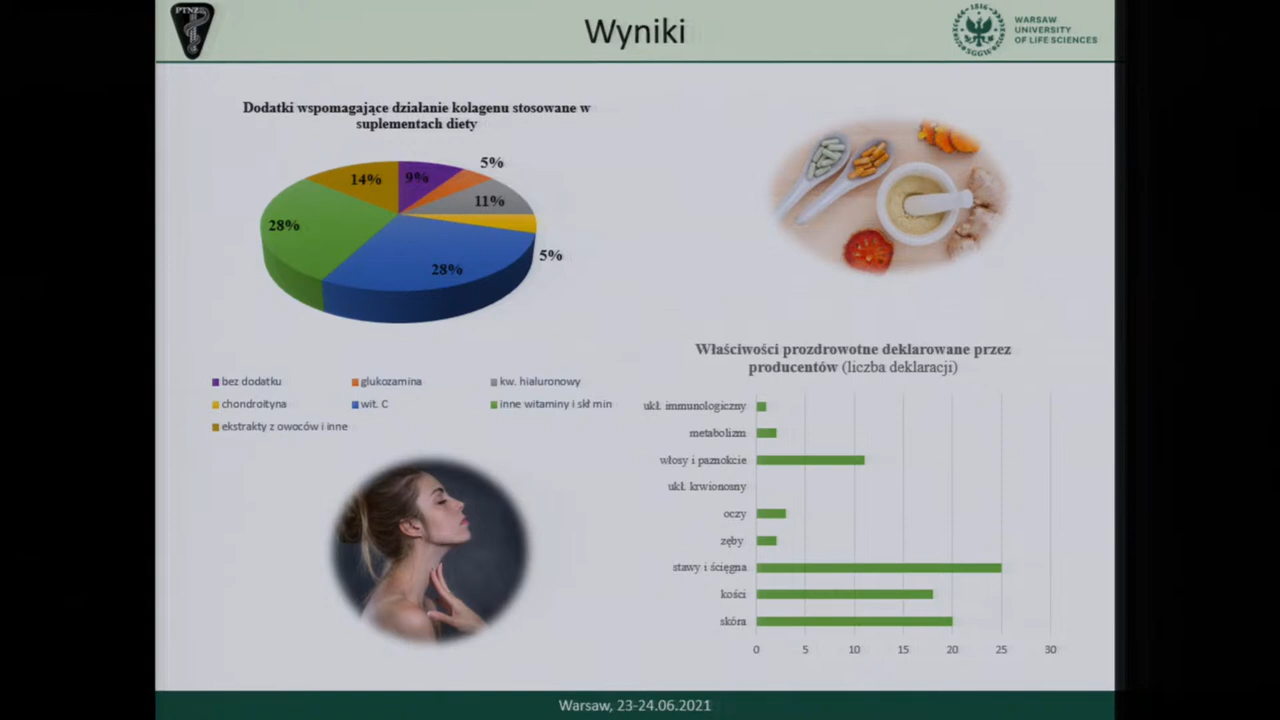 PTNŻ
Wyniki
SGGW
WARSAW
UNIVERSITY
OF LIFE SCIENCES
Dodatki wspomagające działanie kolagenu stosowane w
suplementach diety
5%
14%
9%
11%
28%
5%
28%
bez dodatku
glukozamina
kw. hialuronowy
chondroityna
wit. C
inne witaminy i skł min
ekstrakty z owoców i inne
Właściwości prozdrowotne deklarowane przez
producentów (liczba deklaracji)
ukł. immunologiczny
metabolizm
włosy i paznokcie
ukł. krwionosny
oczy
zęby
stawy i ścięgna
kości
skóra
0 5 10 15 20 25 30
Warsaw, 23-24.06.2021